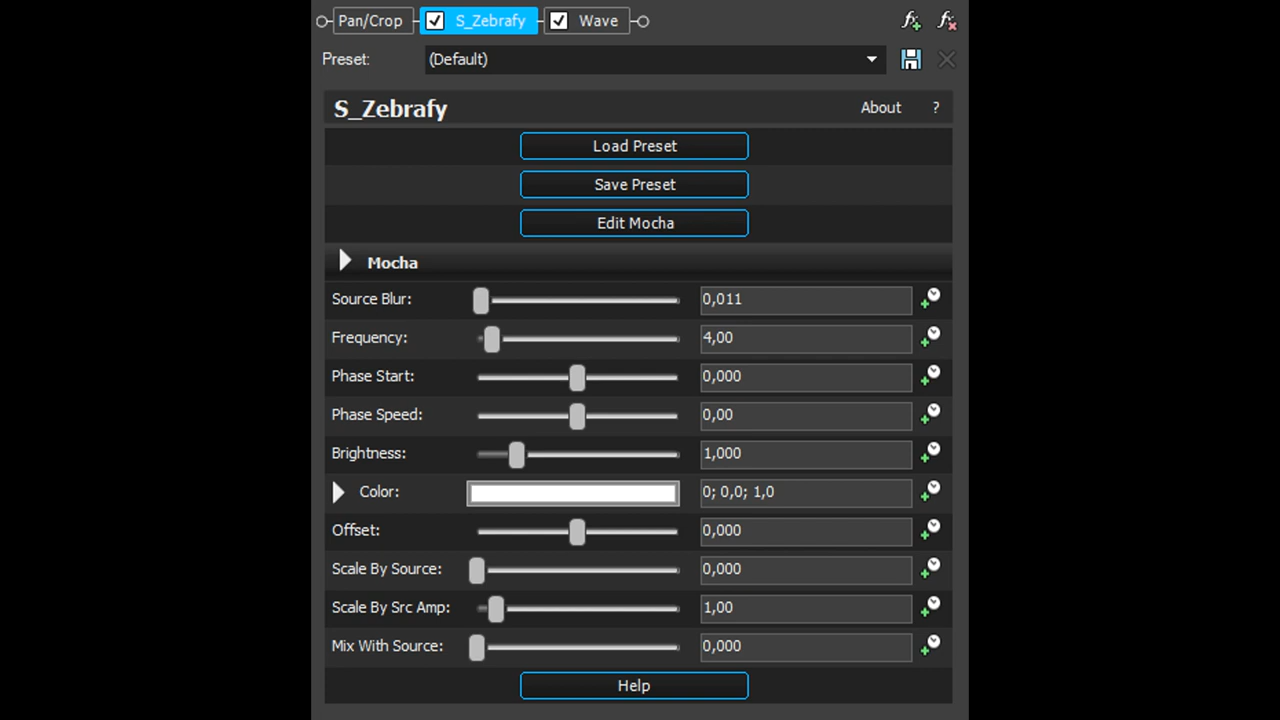 Pan/Crop S_Zebrafy Wave
Preset: (Default)
S_Zebrafy About ?
Load Preset
Save Preset
Edit Mocha
Mocha
Source Blur: 0,011
Frequency: 4,00
Phase Start: 0,000
Phase Speed: 0,00
Brightness: 1,000
Color: 0; 0,0; 1,0
Offset: 0,000
Scale By Source: 0,000
Scale By Src Amp: 1,00
Mix With Source: 0,000
Help